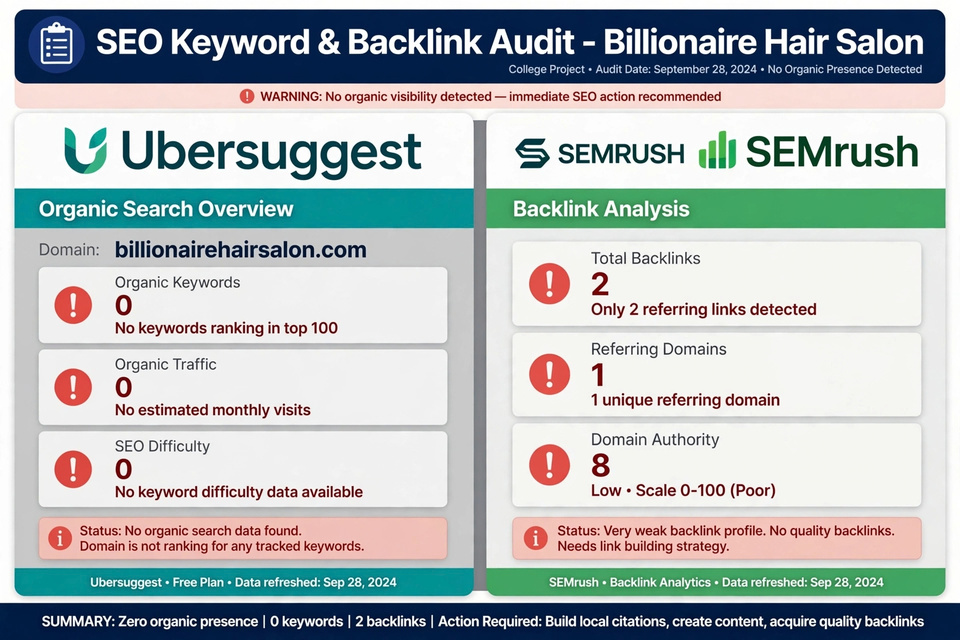 SEO Keyword & Backlink Audit - Billionaire Hair Salon
College Project • Audit Date: September 28, 2024 • No Organic Presence Detected
WARNING: No organic visibility detected — immediate SEO action recommended
Ubersuggest
Organic Search Overview
Domain: billionairehairsalon.com
Organic Keywords
0
No keywords ranking in top 100
Organic Traffic
0
No estimated monthly visits
SEO Difficulty
0
No keyword difficulty data available
Status: No organic search data found.
Domain is not ranking for any tracked keywords.
Ubersuggest • Free Plan • Data refreshed: Sep 28, 2024
SEMRUSH SEMrush
Backlink Analysis
Total Backlinks
2
Only 2 referring links detected
Referring Domains
1
1 unique referring domain
Domain Authority
8
Low • Scale 0-100 (Poor)
Status: Very weak backlink profile. No quality backlinks.
Needs link building strategy.
SEMrush • Backlink Analytics • Data refreshed: Sep 28, 2024
SUMMARY: Zero organic presence | 0 keywords | 2 backlinks | Action Required: Build local citations, create content, acquire quality backlinks